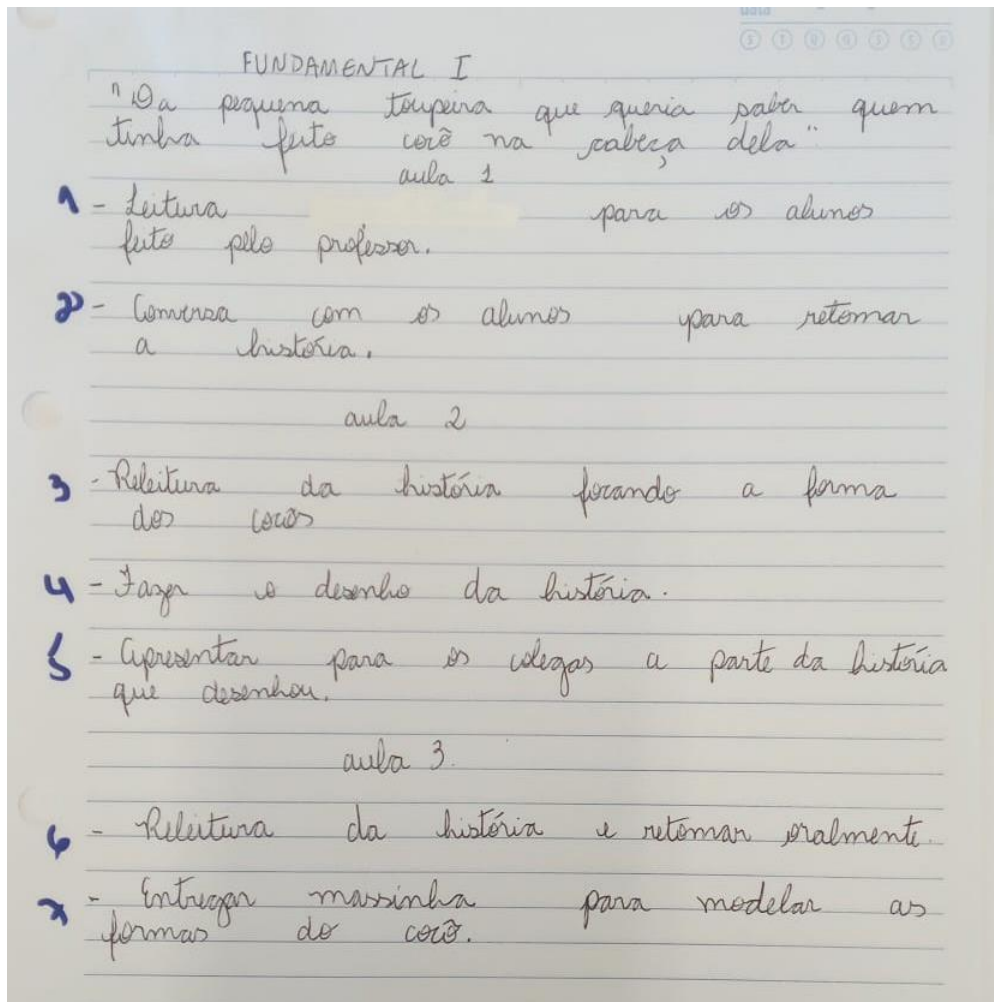 data
S T Q Q S S D
FUNDAMENTAL I
"Da pequena toupeira que queria saber quem
tinha feito cocô na cabeça dela"
aula 1
1 - Leitura para os alunos
feito pelo professor.
2 - Conversa com os alunos para retomar
a história.
aula 2
3 - Releitura da história focando a forma
dos cocôs
4 - Fazer o desenho da história.
5 - Apresentar para os colegas a parte da história
que desenhou.
aula 3.
6 - Releitura da história e retomar oralmente.
7 - Entregar massinha para modelar as
formas do cocô.